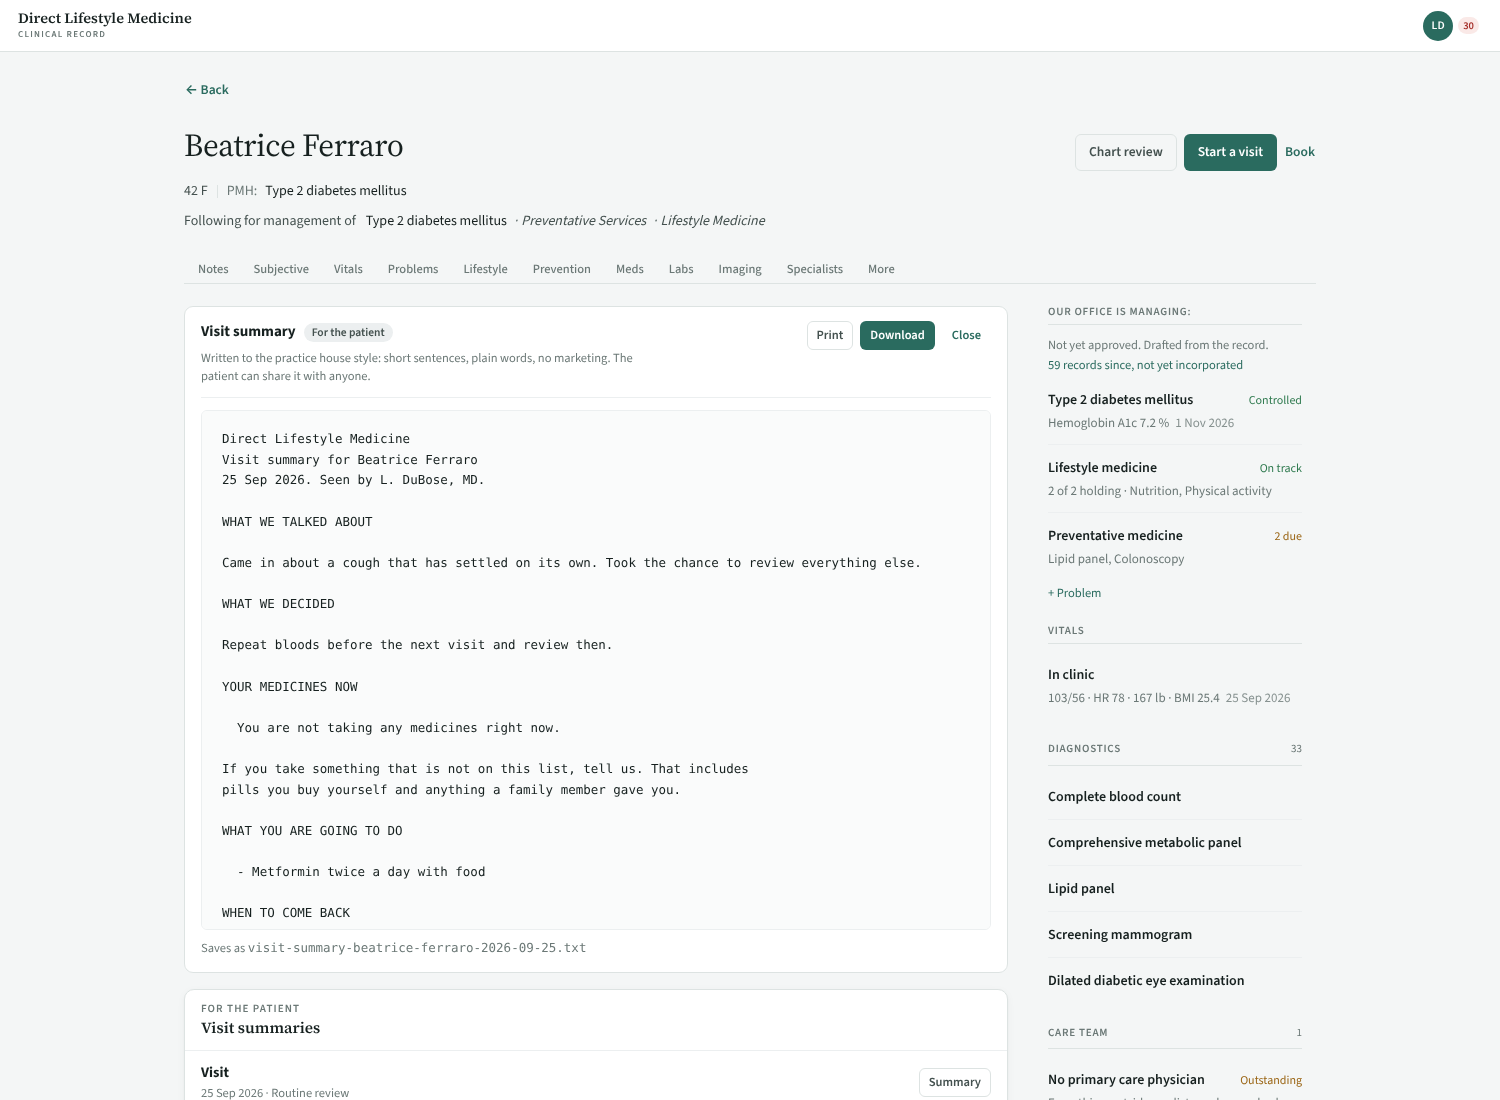 Direct Lifestyle Medicine
CLINICAL RECORD
LD
30
← Back
Beatrice Ferraro
Chart review
Start a visit
Book
42 F
PMH: Type 2 diabetes mellitus
Following for management of Type 2 diabetes mellitus · Preventative Services · Lifestyle Medicine
Notes
Subjective
Vitals
Problems
Lifestyle
Prevention
Meds
Labs
Imaging
Specialists
More
Visit summary
For the patient
Print
Download
Close
Written to the practice house style: short sentences, plain words, no marketing. The
patient can share it with anyone.
Direct Lifestyle Medicine
Visit summary for Beatrice Ferraro
25 Sep 2026. Seen by L. DuBose, MD.
WHAT WE TALKED ABOUT
Came in about a cough that has settled on its own. Took the chance to review everything else.
WHAT WE DECIDED
Repeat bloods before the next visit and review then.
YOUR MEDICINES NOW
You are not taking any medicines right now.
If you take something that is not on this list, tell us. That includes
pills you buy yourself and anything a family member gave you.
WHAT YOU ARE GOING TO DO
- Metformin twice a day with food
WHEN TO COME BACK
Saves as visit-summary-beatrice-ferraro-2026-09-25.txt
FOR THE PATIENT
Visit summaries
Visit
25 Sep 2026 · Routine review
Summary
OUR OFFICE IS MANAGING:
Not yet approved. Drafted from the record.
59 records since, not yet incorporated
Type 2 diabetes mellitus
Controlled
Hemoglobin A1c 7.2 % 1 Nov 2026
Lifestyle medicine
On track
2 of 2 holding · Nutrition, Physical activity
Preventative medicine
2 due
Lipid panel, Colonoscopy
+ Problem
VITALS
In clinic
103/56 · HR 78 · 167 lb · BMI 25.4 25 Sep 2026
DIAGNOSTICS
33
Complete blood count
Comprehensive metabolic panel
Lipid panel
Screening mammogram
Dilated diabetic eye examination
CARE TEAM
1
No primary care physician
Outstanding